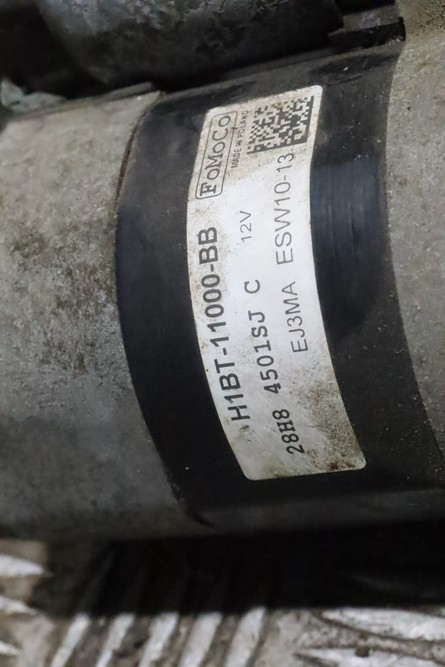 FoMoCo
MADE IN POLAND
H1BT-11000-BB 12V
28H8 4501SJ C
EJ3MA ESW10-13